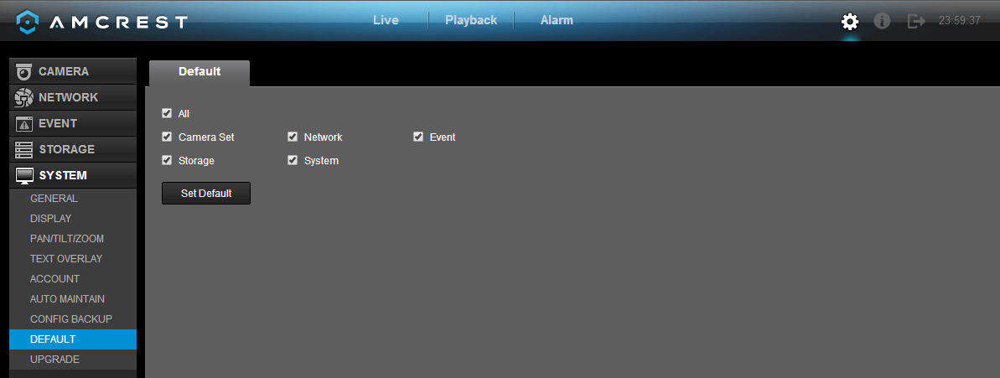 AMCREST
Live Playback Alarm 23:59:37
CAMERA
NETWORK
EVENT
STORAGE
SYSTEM
GENERAL
DISPLAY
PAN/TILT/ZOOM
TEXT OVERLAY
ACCOUNT
AUTO MAINTAIN
CONFIG BACKUP
DEFAULT
UPGRADE
Default
All
Camera Set Network Event
Storage System
Set Default